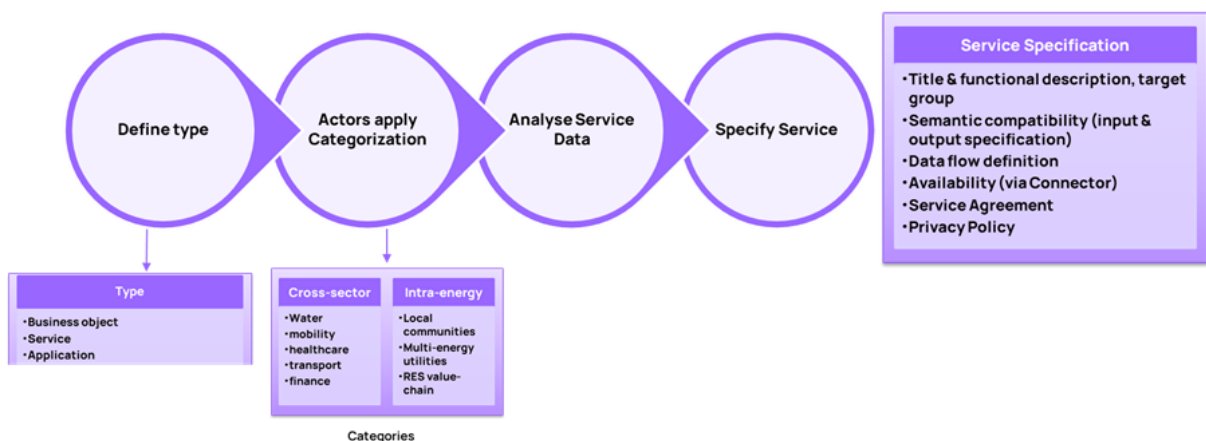 Define type
Actors apply
Categorization
Analyse Service
Data
Specify Service
Service Specification
•Title & functional description, target
group
•Semantic compatibility (input &
output specification)
•Data flow definition
•Availability (via Connector)
•Service Agreement
•Privacy Policy
Type
•Business object
•Service
•Application
Cross-sector
•Water
•mobility
•healthcare
•transport
•finance
Intra-energy
•Local
communities
•Multi-energy
utilities
•RES value-
chain
Categories